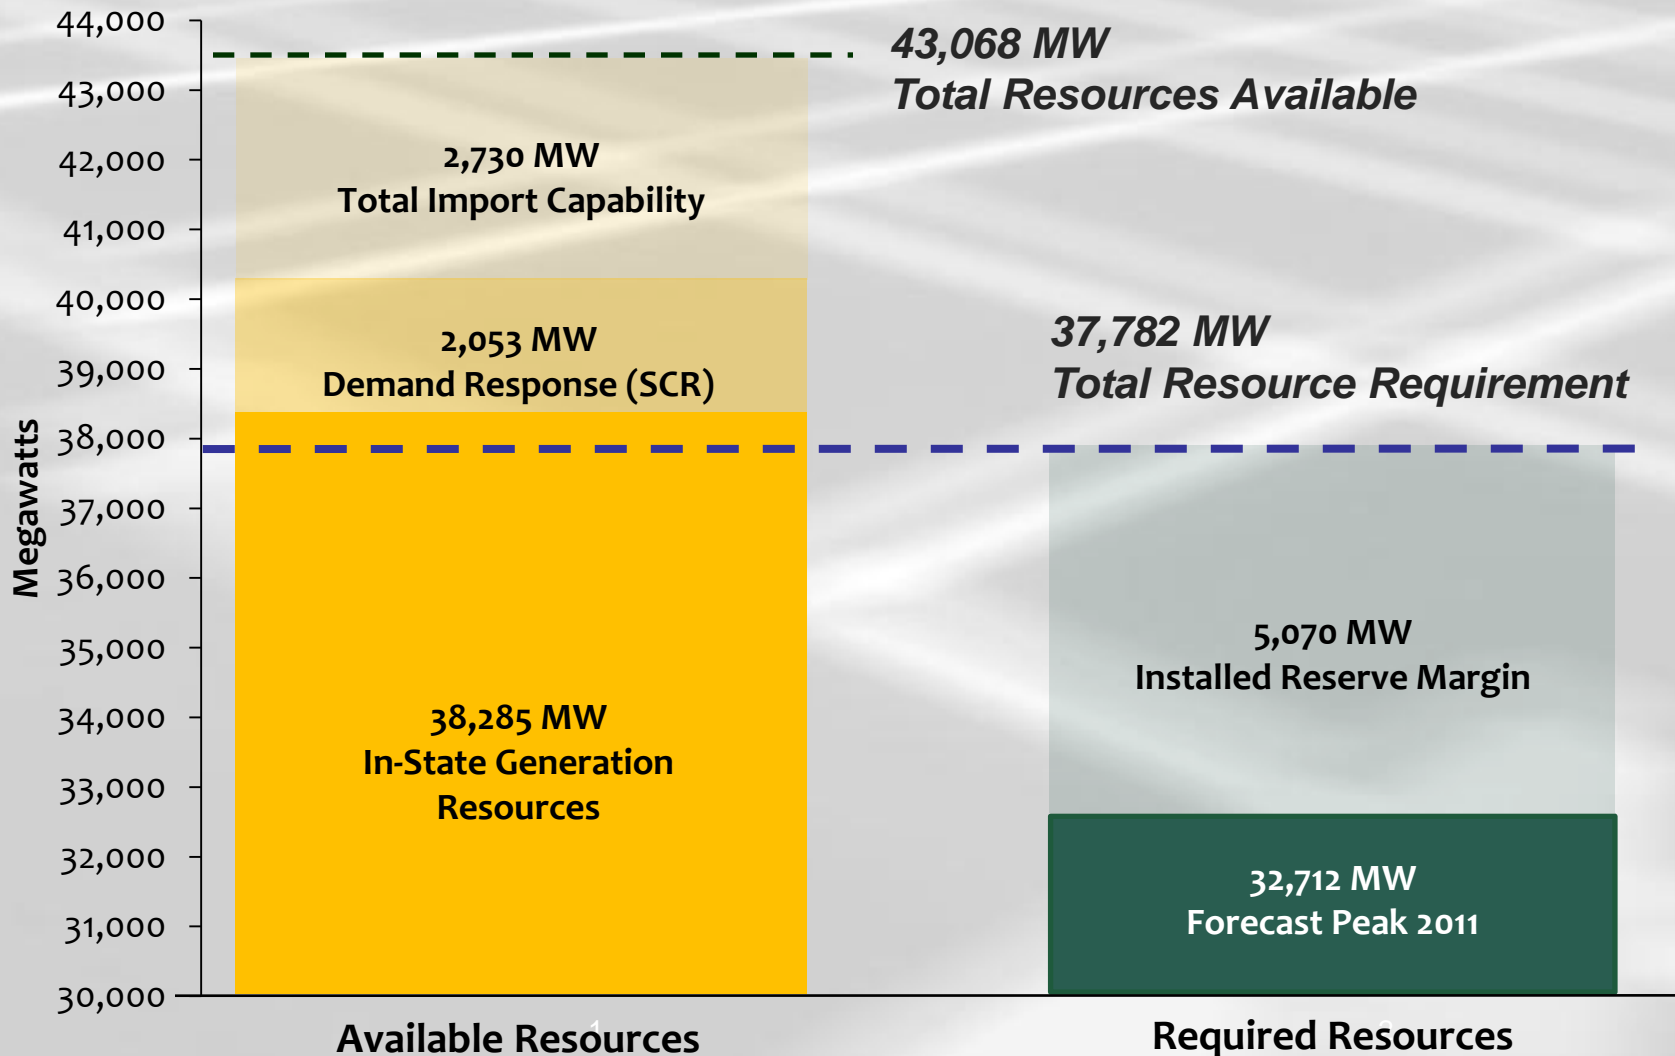 44,000
43,000
42,000
41,000
40,000
39,000
38,000
37,000
36,000
35,000
34,000
33,000
32,000
31,000
30,000
Megawatts
43,068 MW
Total Resources Available
2,730 MW
Total Import Capability
2,053 MW
Demand Response (SCR)
37,782 MW
Total Resource Requirement
38,285 MW
In-State Generation
Resources
5,070 MW
Installed Reserve Margin
32,712 MW
Forecast Peak 2011
1
Available Resources
Required Resources